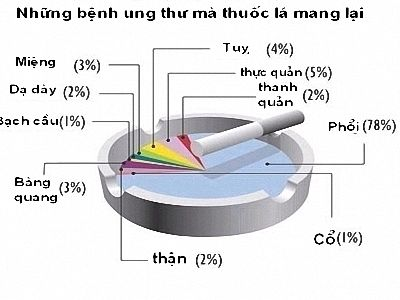 Những bệnh ung thư mà thuốc lá mang lại
Tuỵ (4%)
Miệng (3%)
thực quản (5%)
Dạ dày (2%)
thanh
quản (2%)
Bạch cầu (1%)
Phổi (78%)
Bàng
quang (3%)
Cổ (1%)
thận (2%)